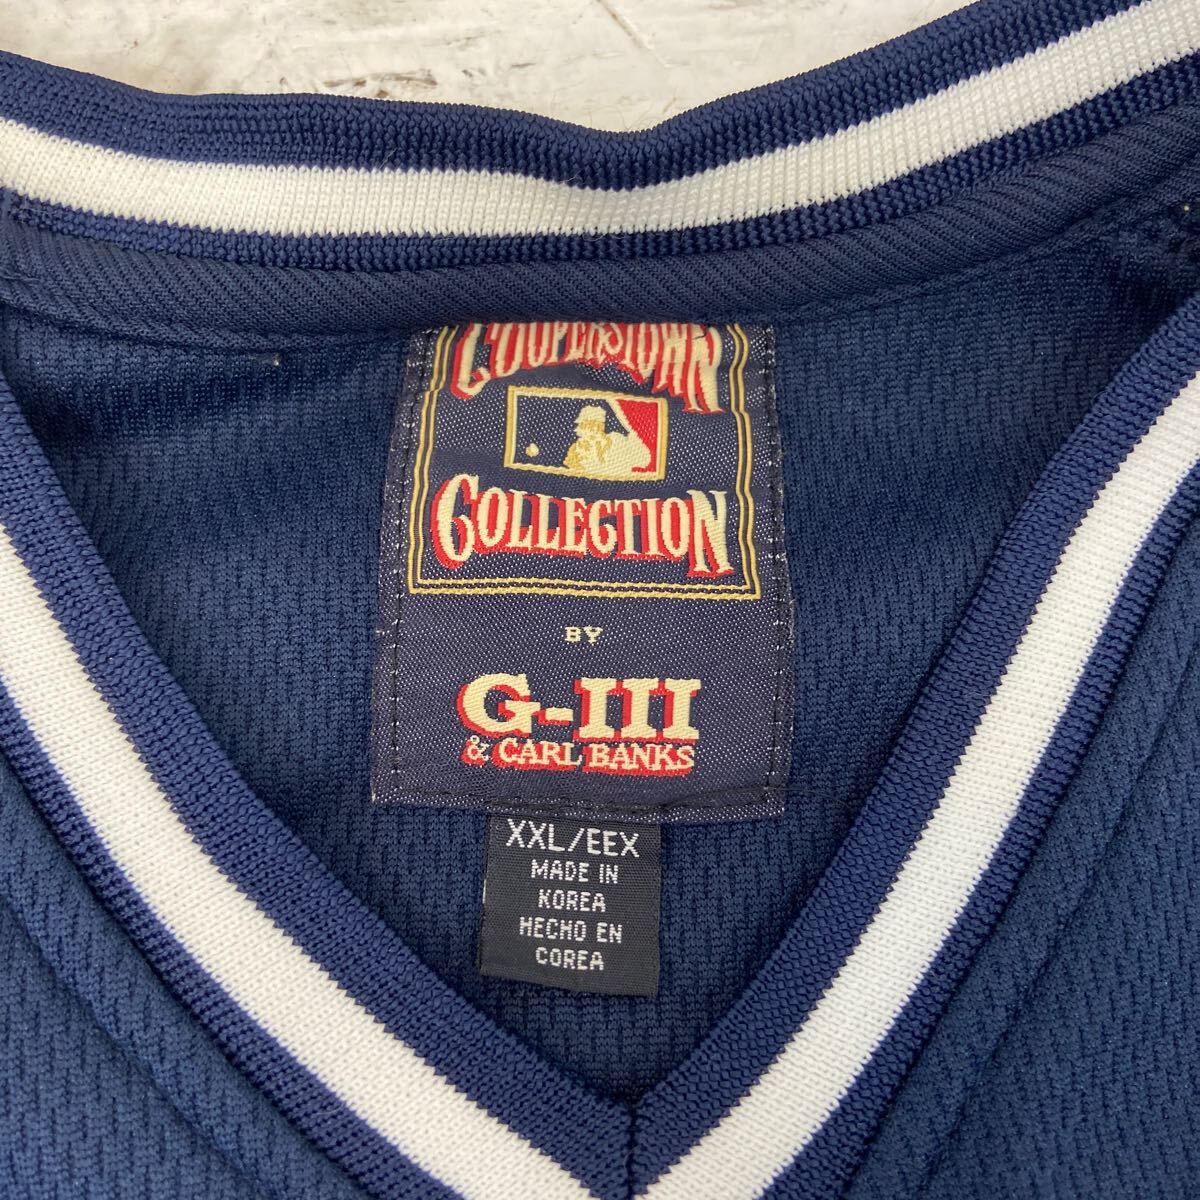 COOPERSTOWN
COLLECTION
BY
G-III
& CARL BANKS
XXL/EEX
MADE IN
KOREA
HECHO EN
COREA